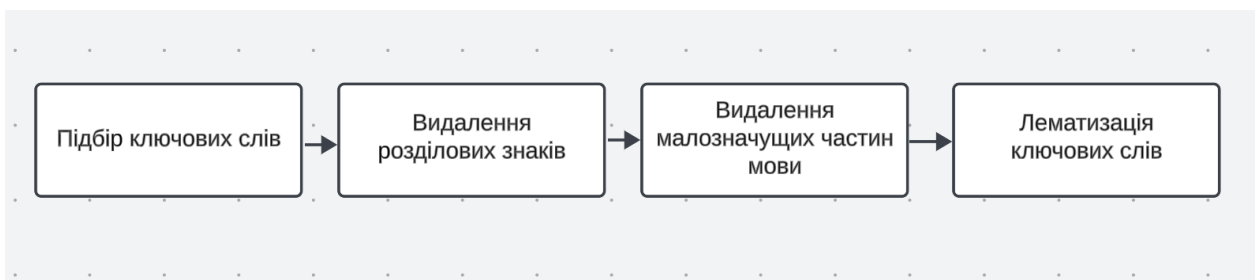 Підбір ключових слів
Видалення
розділових знаків
Видалення
малозначущих частин
мови
Лематизація
ключових слів